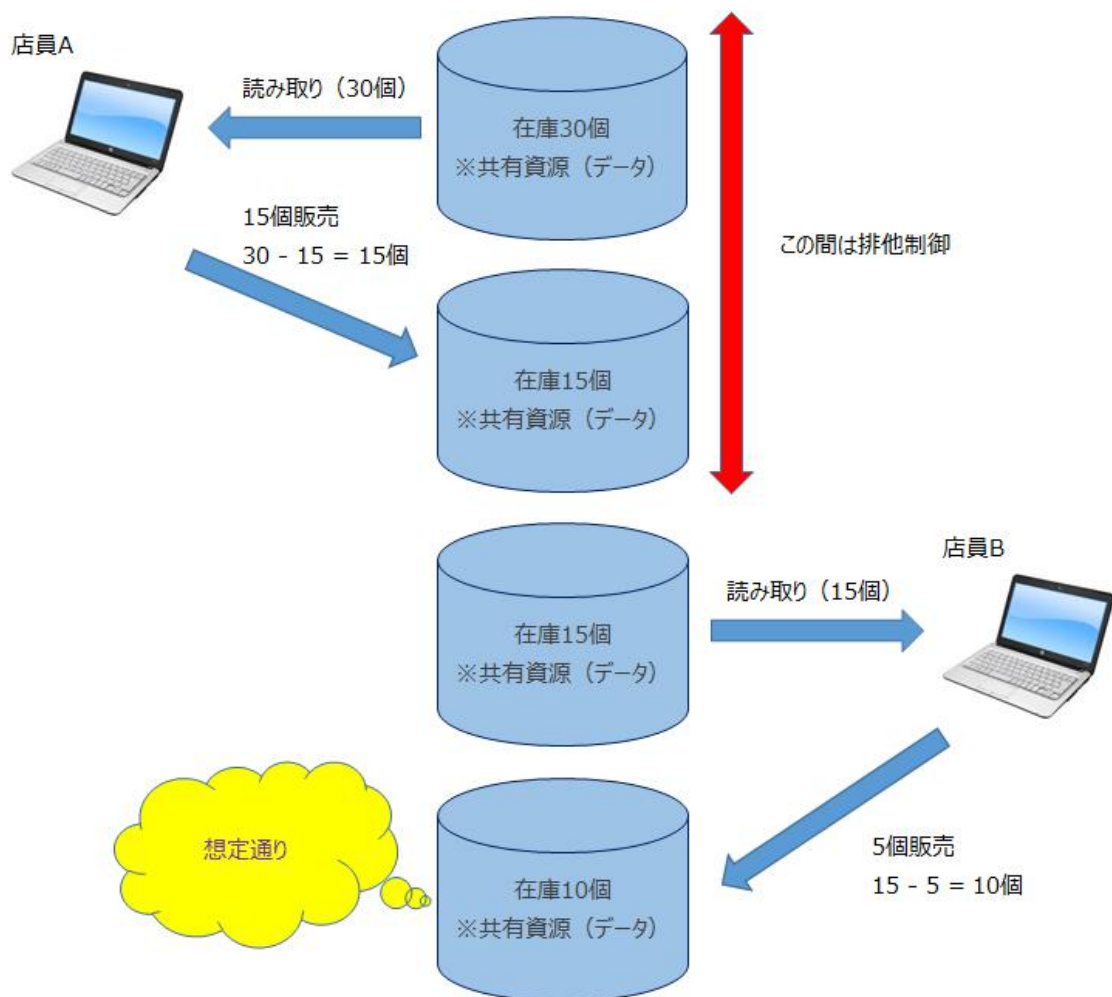 店員A
読み取り（30個）
在庫30個
※共有資源（データ）
15個販売
30 - 15 = 15個
この間は排他制御
在庫15個
※共有資源（データ）
店員B
読み取り（15個）
在庫15個
※共有資源（データ）
想定通り
5個販売
15 - 5 = 10個
在庫10個
※共有資源（データ）